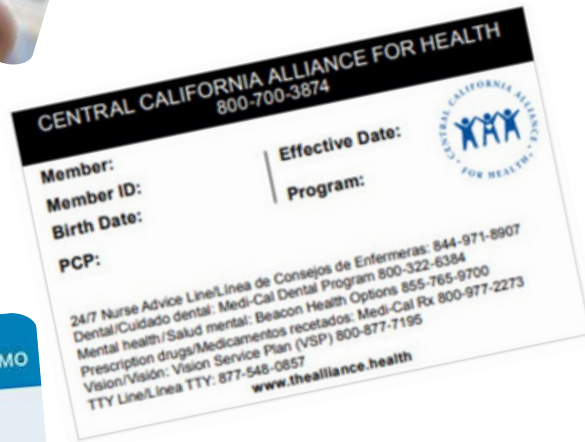 CENTRAL CALIFORNIA ALLIANCE FOR HEALTH
800-700-3874
CENTRAL CALIFORNIA ALLIANCE
FOR HEALTH
Member:
Member ID:
Birth Date:
PCP:
Effective Date:
Program:
24/7 Nurse Advice Line/Línea de Consejos de Enfermeras: 844-971-8907
Dental/Cuidado dental: Medi-Cal Dental Program 800-322-6384
Mental health/Salud mental: Beacon Health Options 855-765-9700
Prescription drugs/Medicamentos recetados: Medi-Cal Rx 800-977-2273
Vision/Visión: Vision Service Plan (VSP) 800-877-7195
TTY Line/Línea TTY: 877-548-0857
www.thealliance.health
MO